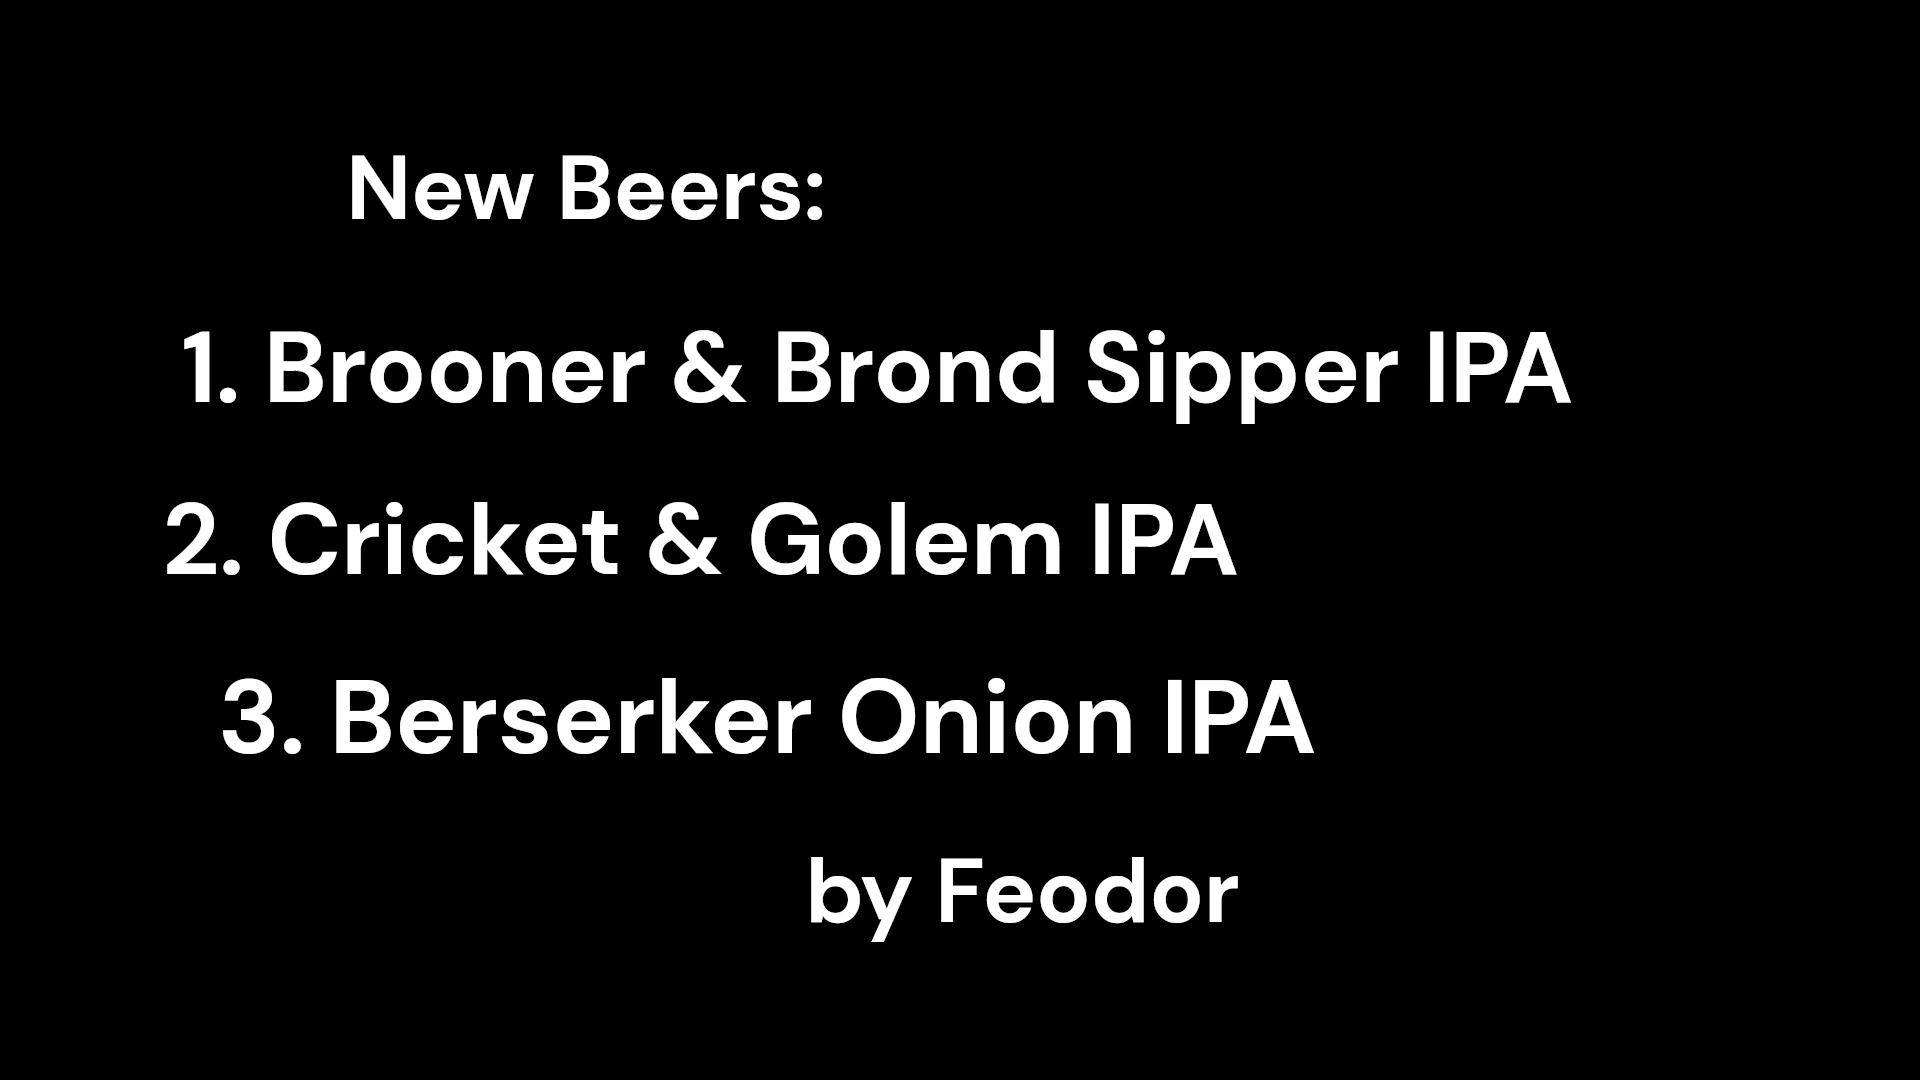 New Beers:
1. Brooner & Brond Sipper IPA
2. Cricket & Golem IPA
3. Berserker Onion IPA
by Feodor